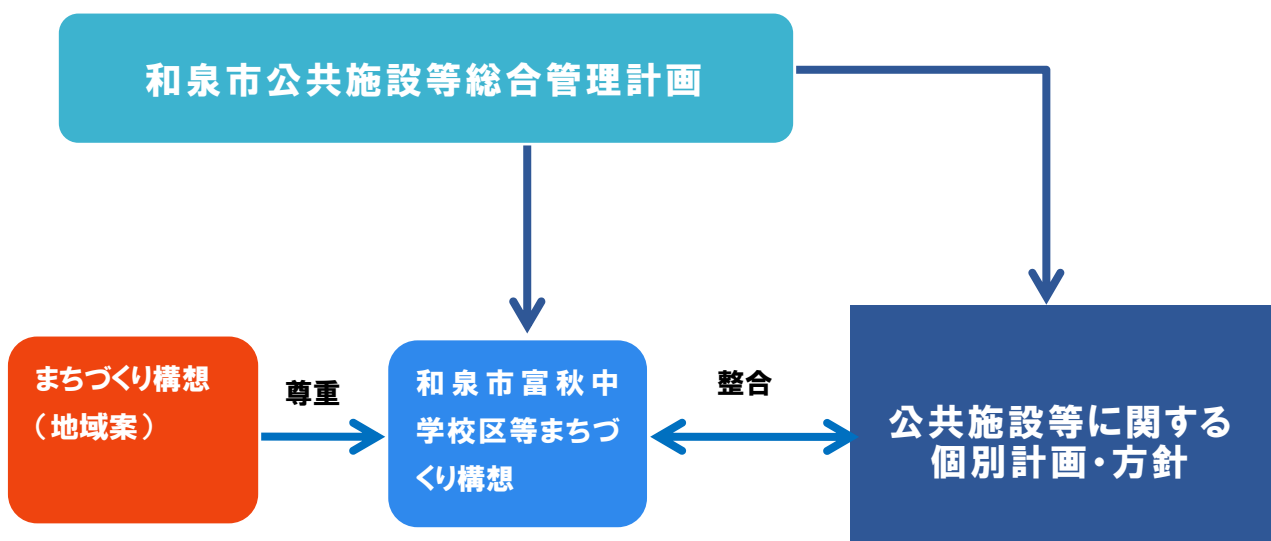 和泉市公共施設等総合管理計画
まちづくり構想
（地域案）
尊重
和泉市富秋中
学校区等まちづ
くり構想
整合
公共施設等に関する
個別計画・方針